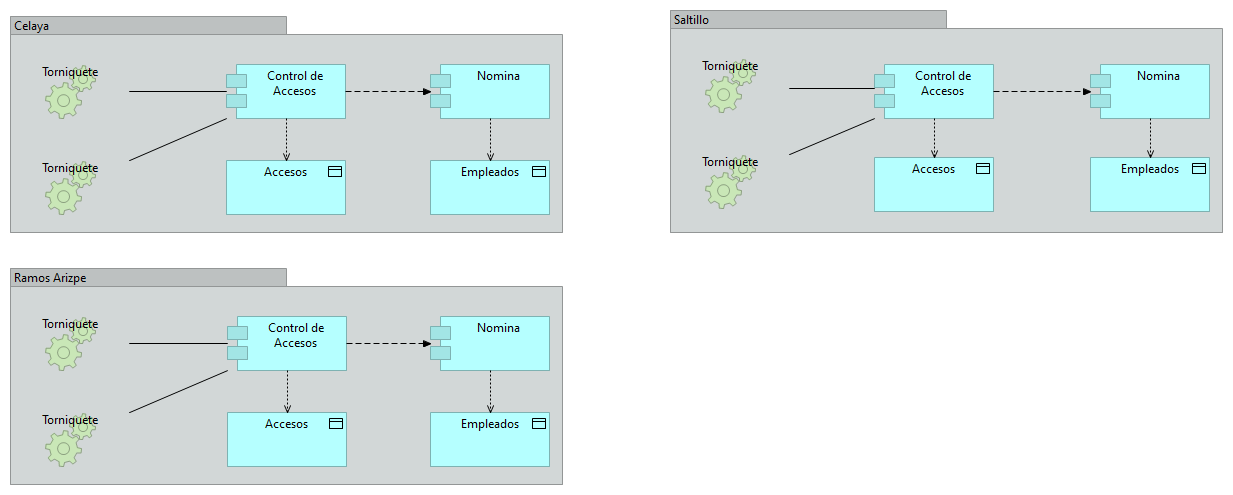 Celaya
Torniquete
Control de
Accesos
Nomina
Torniquete
Accesos
Empleados
Saltillo
Torniquete
Control de
Accesos
Nomina
Torniquete
Accesos
Empleados
Ramos Arizpe
Torniquete
Control de
Accesos
Nomina
Torniquete
Accesos
Empleados